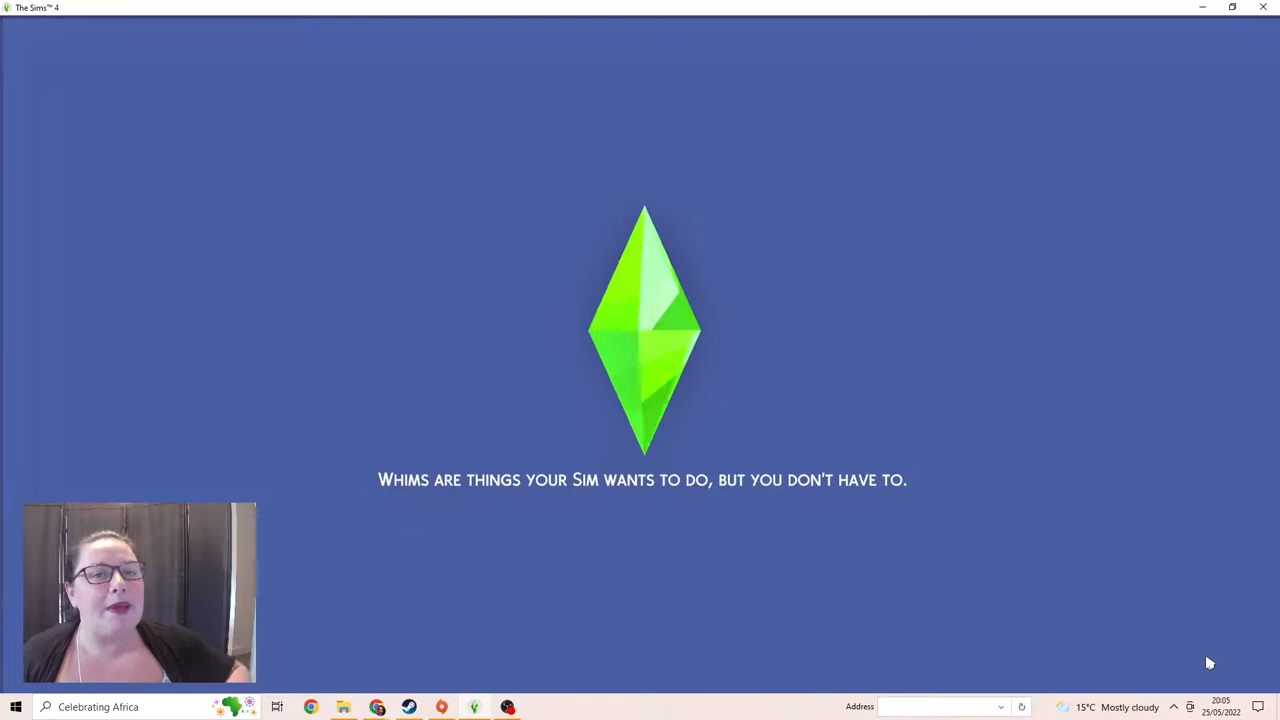 The Sims™ 4
Whims are things your Sim wants to do, but you don't have to.
Celebrating Africa
Address
15°C Mostly cloudy
20:05
25/05/2022